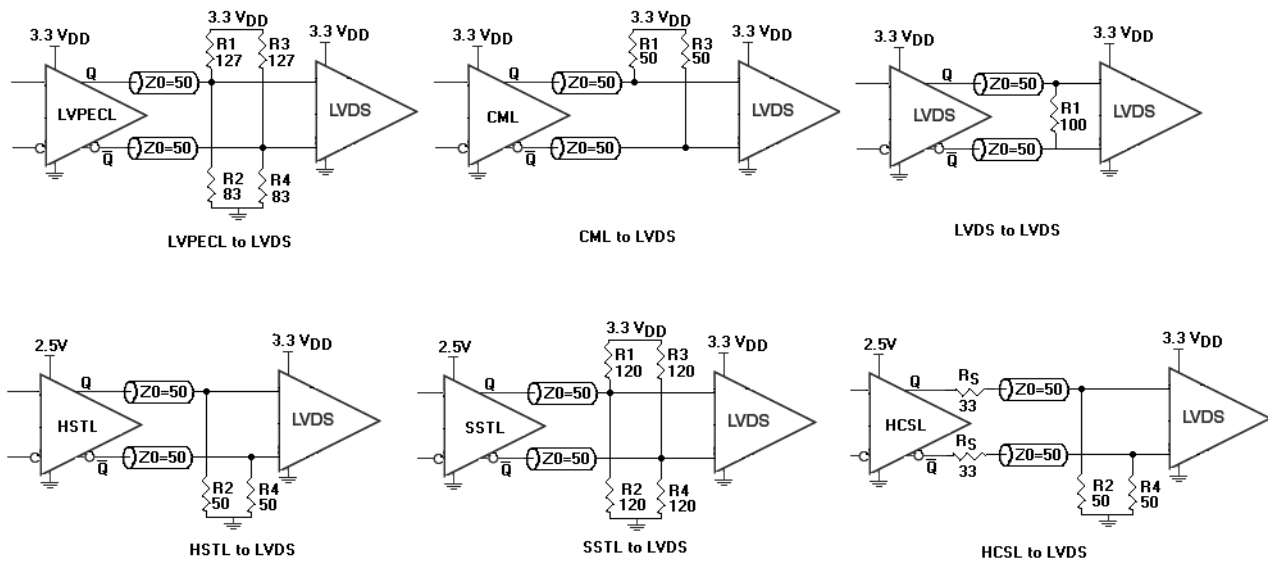 3.3 VDD
3.3 VDD
R1
127
R3
127
3.3 VDD
LVPECL
Q
Z0=50
Q̅
Z0=50
LVDS
R2
83
R4
83
LVPECL to LVDS
3.3 VDD
3.3 VDD
R1
50
R3
50
3.3 VDD
CML
Q
Z0=50
Q̅
Z0=50
LVDS
CML to LVDS
3.3 VDD
3.3 VDD
LVDS
Q
Z0=50
Q̅
Z0=50
R1
100
LVDS
LVDS to LVDS
2.5V
3.3 VDD
HSTL
Q
Z0=50
Q̅
Z0=50
LVDS
R2
50
R4
50
HSTL to LVDS
2.5V
3.3 VDD
R1
120
R3
120
3.3 VDD
SSTL
Q
Z0=50
Q̅
Z0=50
LVDS
R2
120
R4
120
SSTL to LVDS
2.5V
3.3 VDD
HCSL
Q
RS
33
Z0=50
Q̅
RS
33
Z0=50
LVDS
R2
50
R4
50
HCSL to LVDS